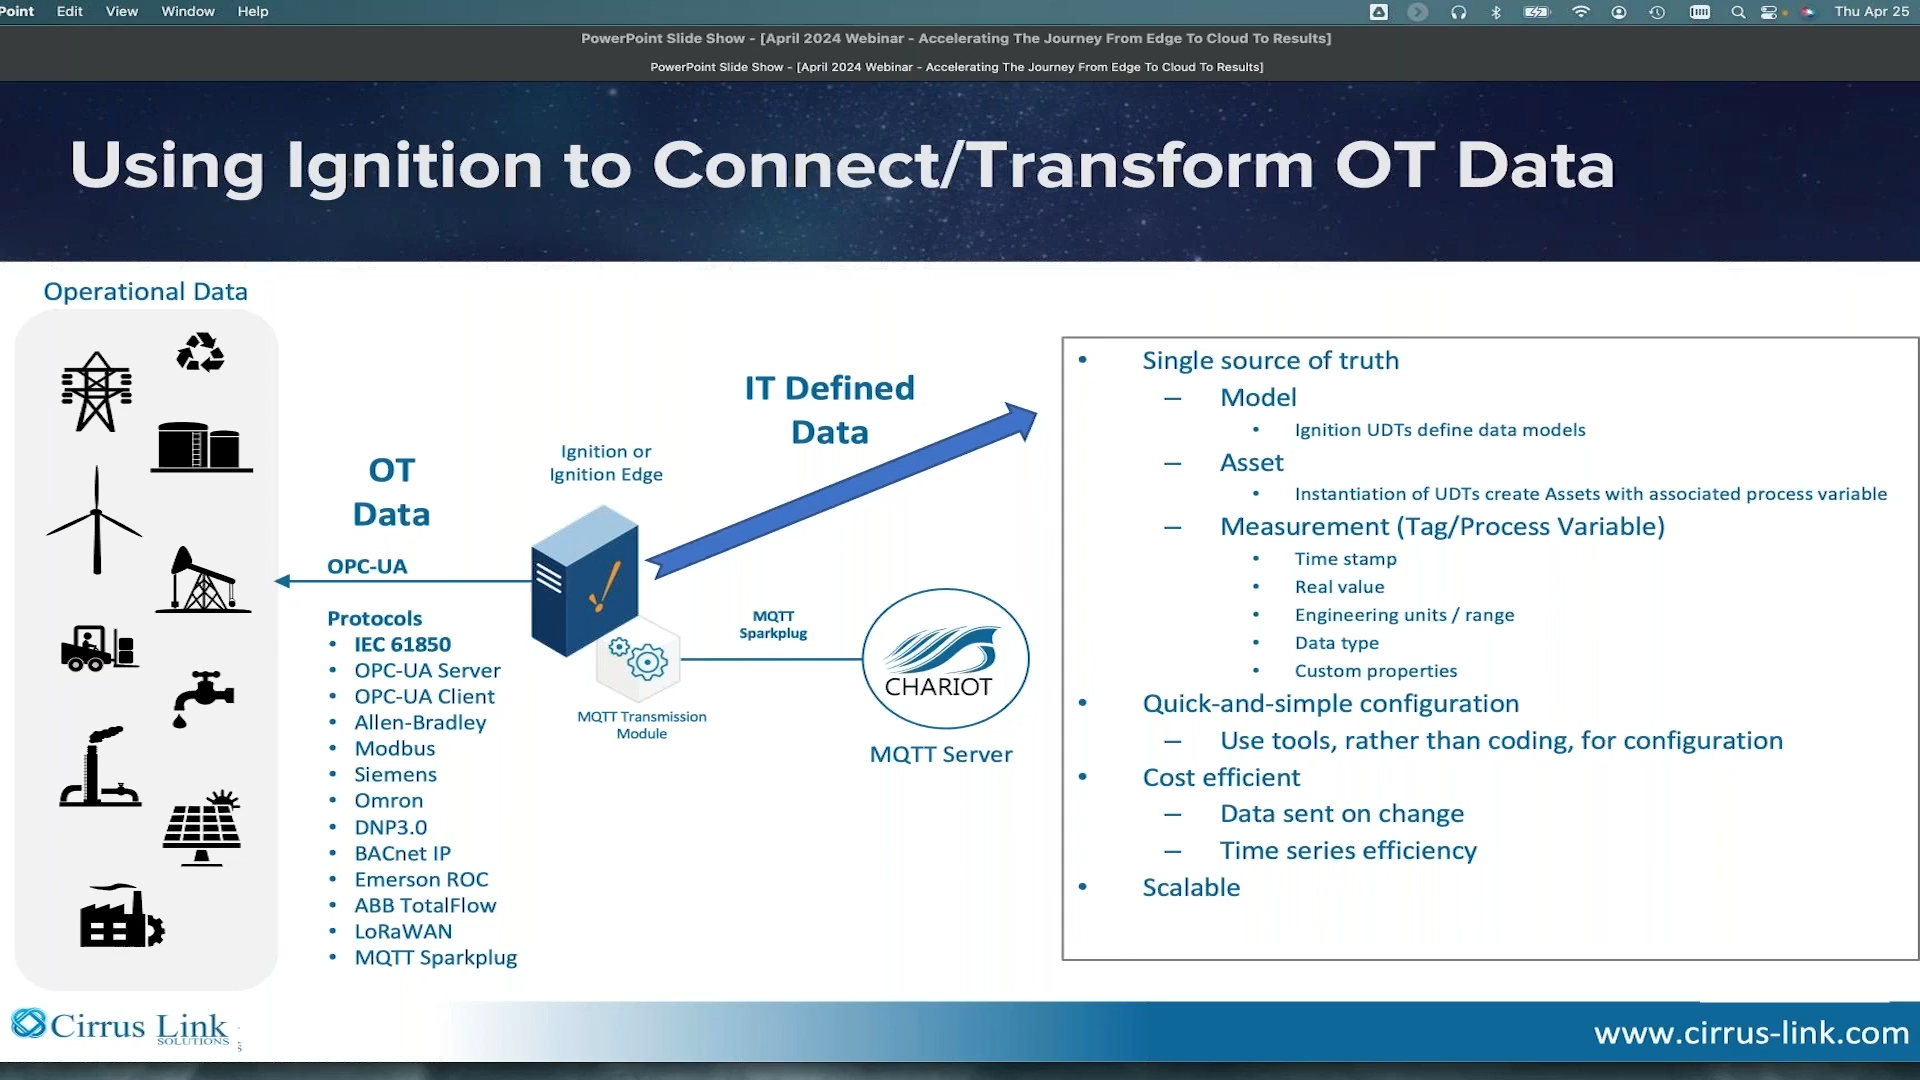 Point Edit View Window Help Thu Apr 25
PowerPoint Slide Show - [April 2024 Webinar - Accelerating The Journey From Edge To Cloud To Results]
PowerPoint Slide Show - [April 2024 Webinar - Accelerating The Journey From Edge To Cloud To Results]
Using Ignition to Connect/Transform OT Data
Operational Data
OT
Data
OPC-UA
Protocols
• IEC 61850
• OPC-UA Server
• OPC-UA Client
• Allen-Bradley
• Modbus
• Siemens
• Omron
• DNP3.0
• BACnet IP
• Emerson ROC
• ABB TotalFlow
• LoRaWAN
• MQTT Sparkplug
Ignition or
Ignition Edge
MQTT Transmission
Module
IT Defined
Data
MQTT
Sparkplug
CHARIOT
MQTT Server
• Single source of truth
– Model
• Ignition UDTs define data models
– Asset
• Instantiation of UDTs create Assets with associated process variable
– Measurement (Tag/Process Variable)
• Time stamp
• Real value
• Engineering units / range
• Data type
• Custom properties
• Quick-and-simple configuration
– Use tools, rather than coding, for configuration
• Cost efficient
– Data sent on change
– Time series efficiency
• Scalable
Cirrus Link
SOLUTIONS
www.cirrus-link.com